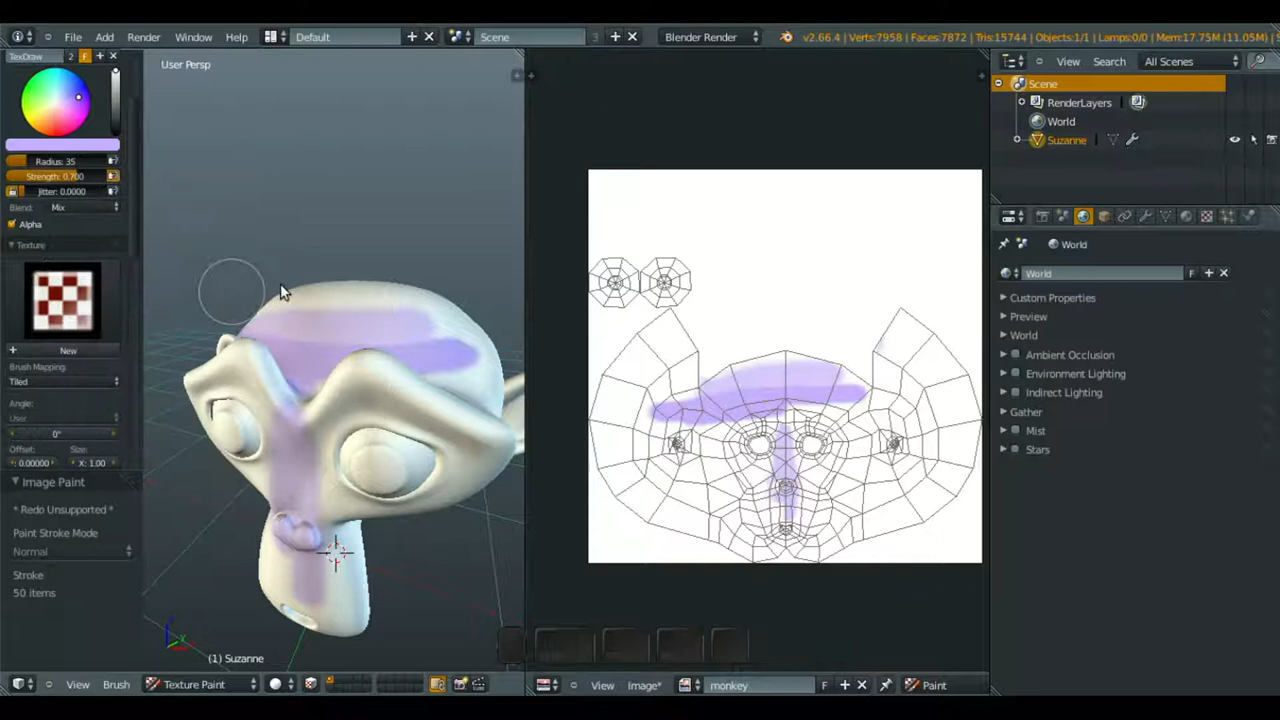 File Add Render Window Help Default Scene 3 Blender Render v2.66.4 | Verts:7958 | Faces:7872 | Tris:15744 | Objects:1/1 | Lamps:0/0 | Mem:17.75M (11.05M) |
TexDraw 2 F
User Persp
View Search All Scenes
Scene
RenderLayers
World
Suzanne
Radius: 35
Strength: 0.700
Jitter: 0.0000
Blend: Mix
Alpha
Texture
World
World F
Custom Properties
Preview
World
Ambient Occlusion
Environment Lighting
Indirect Lighting
Gather
Mist
Stars
New
Brush Mapping:
Tiled
Angle:
User
0°
Offset: Size:
: 0.00000 X: 1.00
Image Paint
* Redo Unsupported *
Paint Stroke Mode
Normal
Stroke
50 items
(1) Suzanne
View Brush Texture Paint
View Image* monkey F Paint